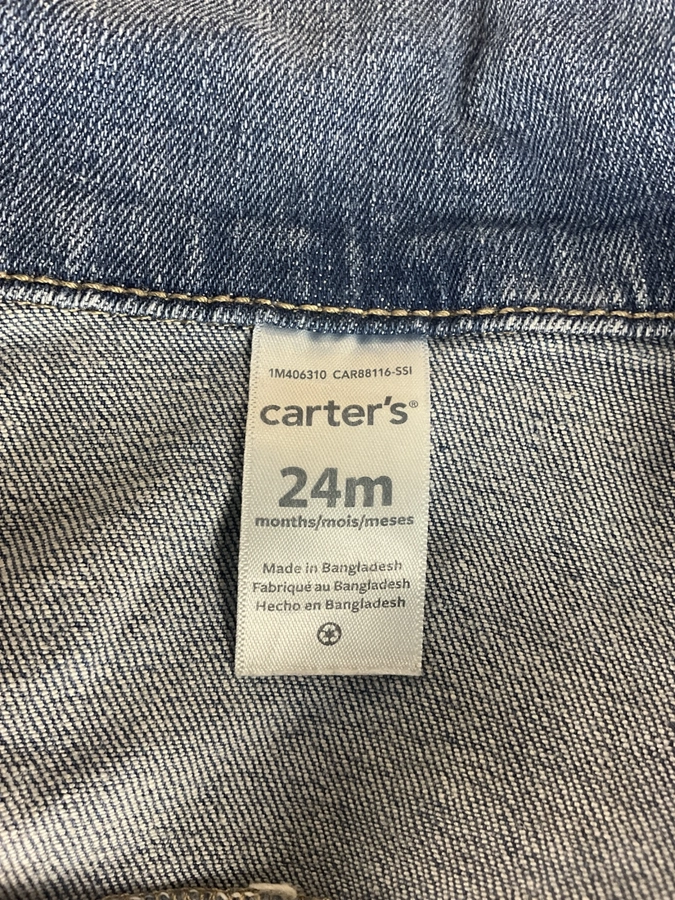 1M406310 CAR88116-SSI
carter's®
24m
months/mois/meses
Made in Bangladesh
Fabriqué au Bangladesh
Hecho en Bangladesh